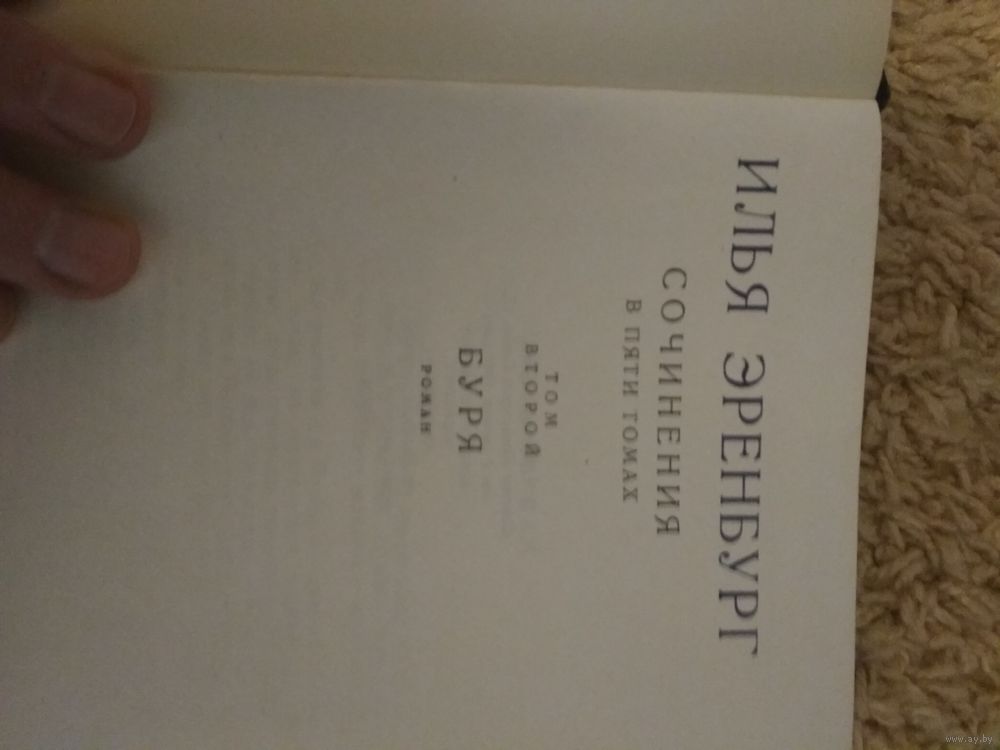 ИЛЬЯ ЭРЕНБУРГ
СОЧИНЕНИЯ
В ПЯТИ ТОМАХ
ТОМ
ВТОРОЙ
БУРЯ
РОМАН
www.ay.by